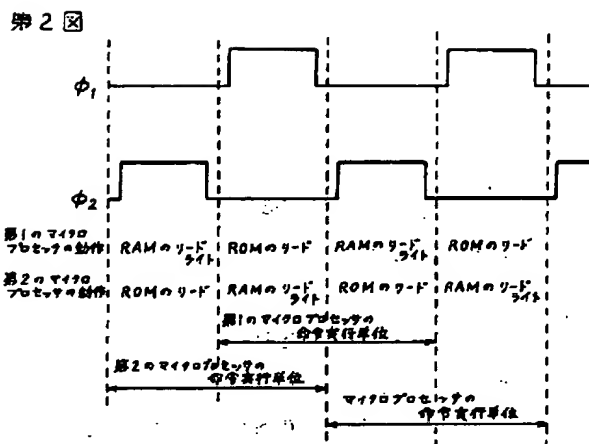 第2図
φ1
φ2
第1のマイクロ
プロセッサの動作
RAMのリード
ライト
ROMのリード
RAMのリード
ライト
ROMのリード
第2のマイクロ
プロセッサの動作
ROMのリード
RAMのリード
ライト
ROMのリード
RAMのリード
ライト
第1のマイクロプロセッサの
命令実行単位
第2のマイクロプロセッサの
命令実行単位
マイクロプロセッサの
命令実行単位